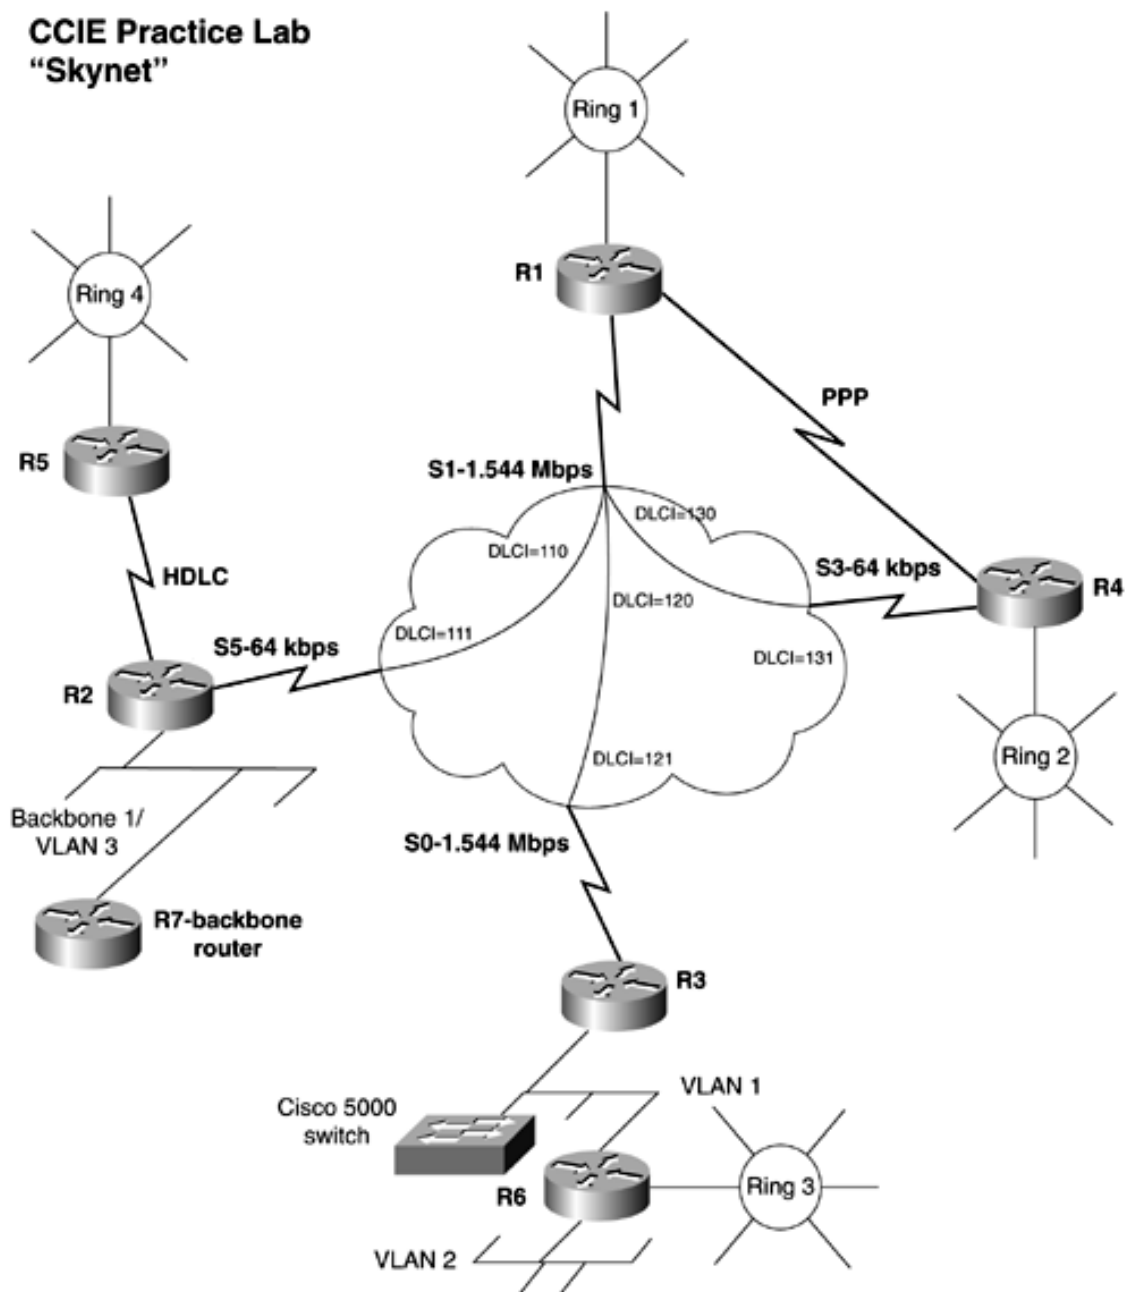 CCIE Practice Lab
“Skynet”
Ring 1
R1
Ring 4
R5
PPP
S1-1.544 Mbps
DLCI=130
DLCI=110
HDLC
S3-64 kbps
R4
DLCI=120
DLCI=111
S5-64 kbps
DLCI=131
R2
DLCI=121
Ring 2
Backbone 1/
VLAN 3
S0-1.544 Mbps
R7-backbone
router
R3
VLAN 1
Cisco 5000
switch
R6
Ring 3
VLAN 2